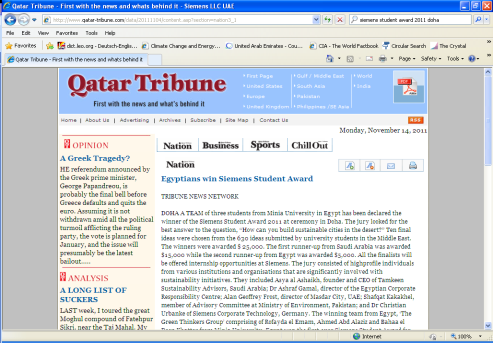 Qatar Tribune - First with the news and whats behind it - Siemens LLC UAE
http://www.qatar-tribune.com/data/20111104/content.asp?section=nation3_1
siemens student award 2011 doha
File Edit View Favorites Tools Help
Favorites dict.leo.org - Deutsch-Englis... Climate Change and Energy... United Arab Emirates - Cou... CIA - The World Factbook Circular Search The Crystal
Qatar Tribune - First with the news and whats behind it
Page Safety Tools
Qatar Tribune
First with the news and what's behind it
First Page Gulf / Middle East World
United States South Asia India
Europe Pakistan
United Kingdom Philippines /SE Asia
Home | About Us | Advertising | Archives | Subscribe | Site Map | Contact Us RSS
Monday, November 14, 2011
OPINION
A Greek Tragedy?
HE referendum announced by
the Greek prime minister,
George Papandreou, is
probably the final bell before
Greece defaults and quits the
euro. Assuming it is not
withdrawn amid all the political
turmoil afflicting the ruling
party, the vote is planned for
January, and the issue will
presumably be the latest
bailout.....
ANALYSIS
A LONG LIST OF
SUCKERS
LAST week, I toured the great
Moghul compound of Fatehpur
Sikri, near the Taj Mahal. My
Nation Business Sports Chill Out
Nation
Egyptians win Siemens Student Award
TRIBUNE NEWS NETWORK
DOHA A TEAM of three students from Minia University in Egypt has been declared the
winner of the Siemens Student Award 2011 at ceremony in Doha. The jury looked for the
best answer to the question, "How can you build sustainable cities in the desert?" Ten final
ideas were chosen from the 630 ideas submitted by university students in the Middle East.
The winners were awarded $ 25,000. The first runner-up from Saudi Arabia was awarded
$15,000 while the second runner-up from Egypt was awarded $5,000. All the finalists will
be offered internship opportunities at Siemens. The jury consisted of highprofile individuals
from various institutions and organisations that are significantly involved with
sustainability initiatives. They included Asya al Ashaikh, founder and CEO of Tamkeen
Sustainability Advisors, Saudi Arabia; Dr Ashraf Gamal, director of the Egyptian Corporate
Responsibility Centre; Alan Geoffrey Frost, director of Masdar City, UAE; Shafqat Kakakhel,
member of Advisory Committee at Ministry of Environment, Pakistan; and Dr Christian
Urbanke of Siemens Corporate Technology, Germany. The winning team from Egypt, 'The
Green Thinkers Group' comprising of Rofayda el Emam, Ahmed Abd Alaziz and Bahaa el
Internet 100%